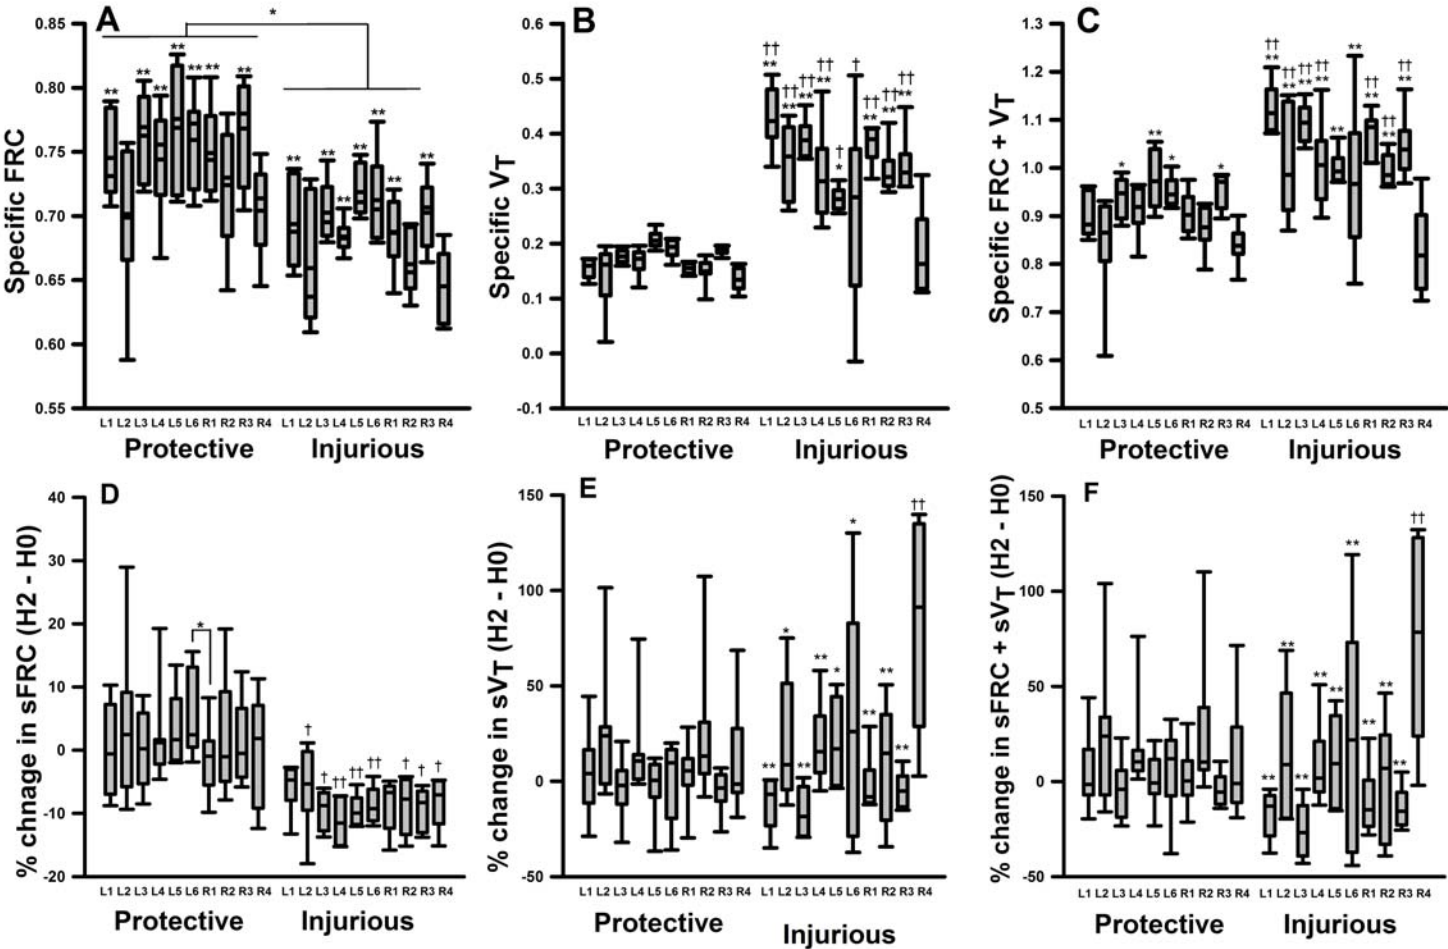 A
Specific FRC
0.85
0.80
0.75
0.70
0.65
0.60
0.55
*
** ** ** ** ** ** ** **
** ** ** ** ** ** **
L1 L2 L3 L4 L5 L6 R1 R2 R3 R4 L1 L2 L3 L4 L5 L6 R1 R2 R3 R4
Protective Injurious
B
Specific VT
0.6
0.5
0.4
0.3
0.2
0.1
0.0
-0.1
†† †† †† †† † † †† †† ††
** ** ** ** * ** ** **
L1 L2 L3 L4 L5 L6 R1 R2 R3 R4 L1 L2 L3 L4 L5 L6 R1 R2 R3 R4
Protective Injurious
C
Specific FRC + VT
1.3
1.2
1.1
1.0
0.9
0.8
0.7
0.6
0.5
* ** * *
†† †† †† †† †† †† ††
** ** ** ** ** ** ** ** **
L1 L2 L3 L4 L5 L6 R1 R2 R3 R4 L1 L2 L3 L4 L5 L6 R1 R2 R3 R4
Protective Injurious
D
% chnage in sFRC (H2 - H0)
40
30
20
10
0
-10
-20
*
† † †† †† †† † † †
L1 L2 L3 L4 L5 L6 R1 R2 R3 R4 L1 L2 L3 L4 L5 L6 R1 R2 R3 R4
Protective Injurious
E
% change in sVT (H2 - H0)
150
100
50
0
-50
** * ** ** * * ** ** ** ††
L1 L2 L3 L4 L5 L6 R1 R2 R3 R4 L1 L2 L3 L4 L5 L6 R1 R2 R3 R4
Protective Injurious
F
% change in sFRC + sVT (H2 - H0)
150
100
50
0
-50
** ** ** ** ** ** ** ** ** ††
L1 L2 L3 L4 L5 L6 R1 R2 R3 R4 L1 L2 L3 L4 L5 L6 R1 R2 R3 R4
Protective Injurious